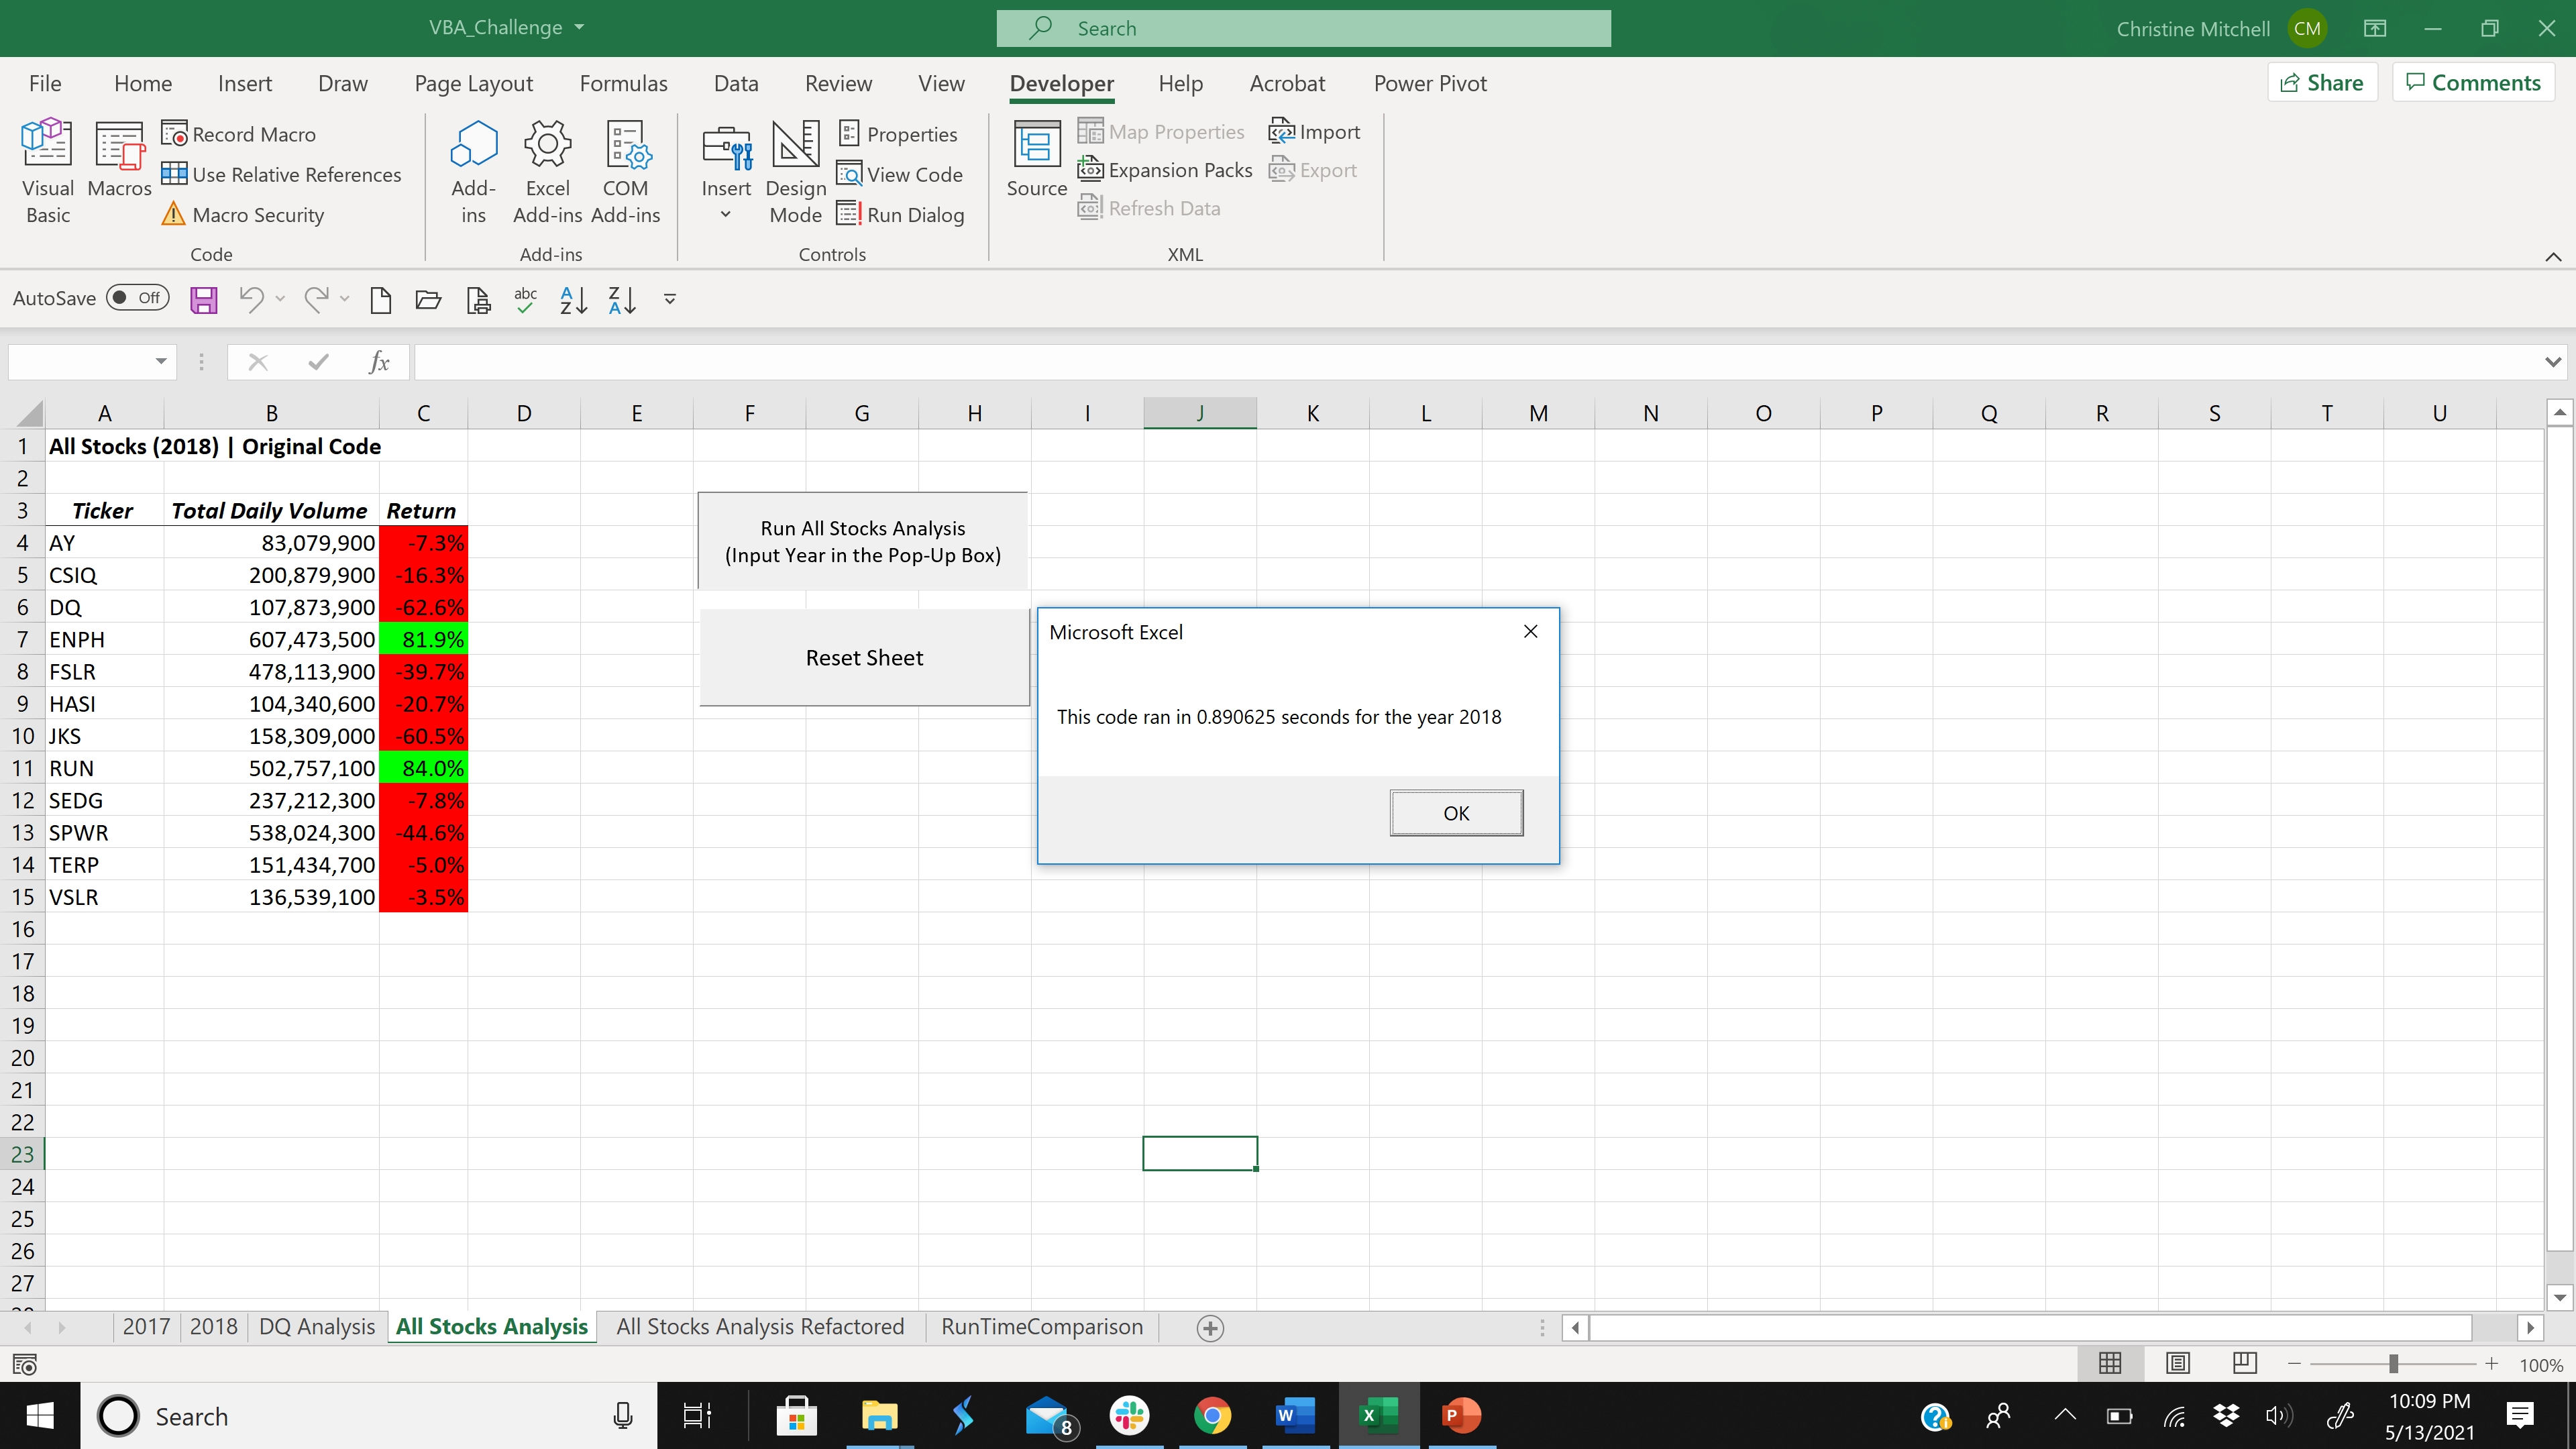 VBA_Challenge
Search
Christine Mitchell CM
File Home Insert Draw Page Layout Formulas Data Review View Developer Help Acrobat Power Pivot
Share Comments
Visual Basic
Macros
Record Macro
Use Relative References
Macro Security
Code
Add-ins
Excel Add-ins
COM Add-ins
Add-ins
Insert
Design Mode
Properties
View Code
Run Dialog
Controls
Source
Map Properties
Expansion Packs
Refresh Data
Import
Export
XML
AutoSave Off
abc
A Z
Z A
fx
A B C D E F G H I J K L M N O P Q R S T U
1 All Stocks (2018) | Original Code
2
3 Ticker Total Daily Volume Return
4 AY 83,079,900 -7.3%
5 CSIQ 200,879,900 -16.3%
6 DQ 107,873,900 -62.6%
7 ENPH 607,473,500 81.9%
8 FSLR 478,113,900 -39.7%
9 HASI 104,340,600 -20.7%
10 JKS 158,309,000 -60.5%
11 RUN 502,757,100 84.0%
12 SEDG 237,212,300 -7.8%
13 SPWR 538,024,300 -44.6%
14 TERP 151,434,700 -5.0%
15 VSLR 136,539,100 -3.5%
16
17
18
19
20
21
22
23
24
25
26
27
Run All Stocks Analysis
(Input Year in the Pop-Up Box)
Reset Sheet
Microsoft Excel
This code ran in 0.890625 seconds for the year 2018
OK
2017 2018 DQ Analysis All Stocks Analysis All Stocks Analysis Refactored RunTimeComparison
100%
Search
8
W
X
P
10:09 PM
5/13/2021